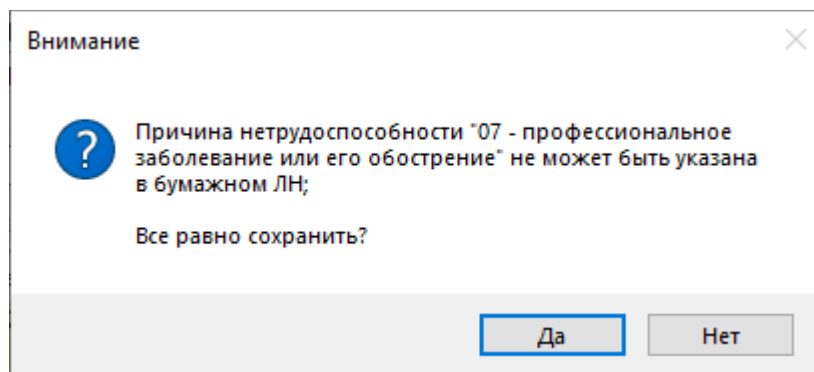 Внимание
Причина нетрудоспособности "07 - профессиональное
заболевание или его обострение" не может быть указана
в бумажном ЛН;
Все равно сохранить?
Да
Нет